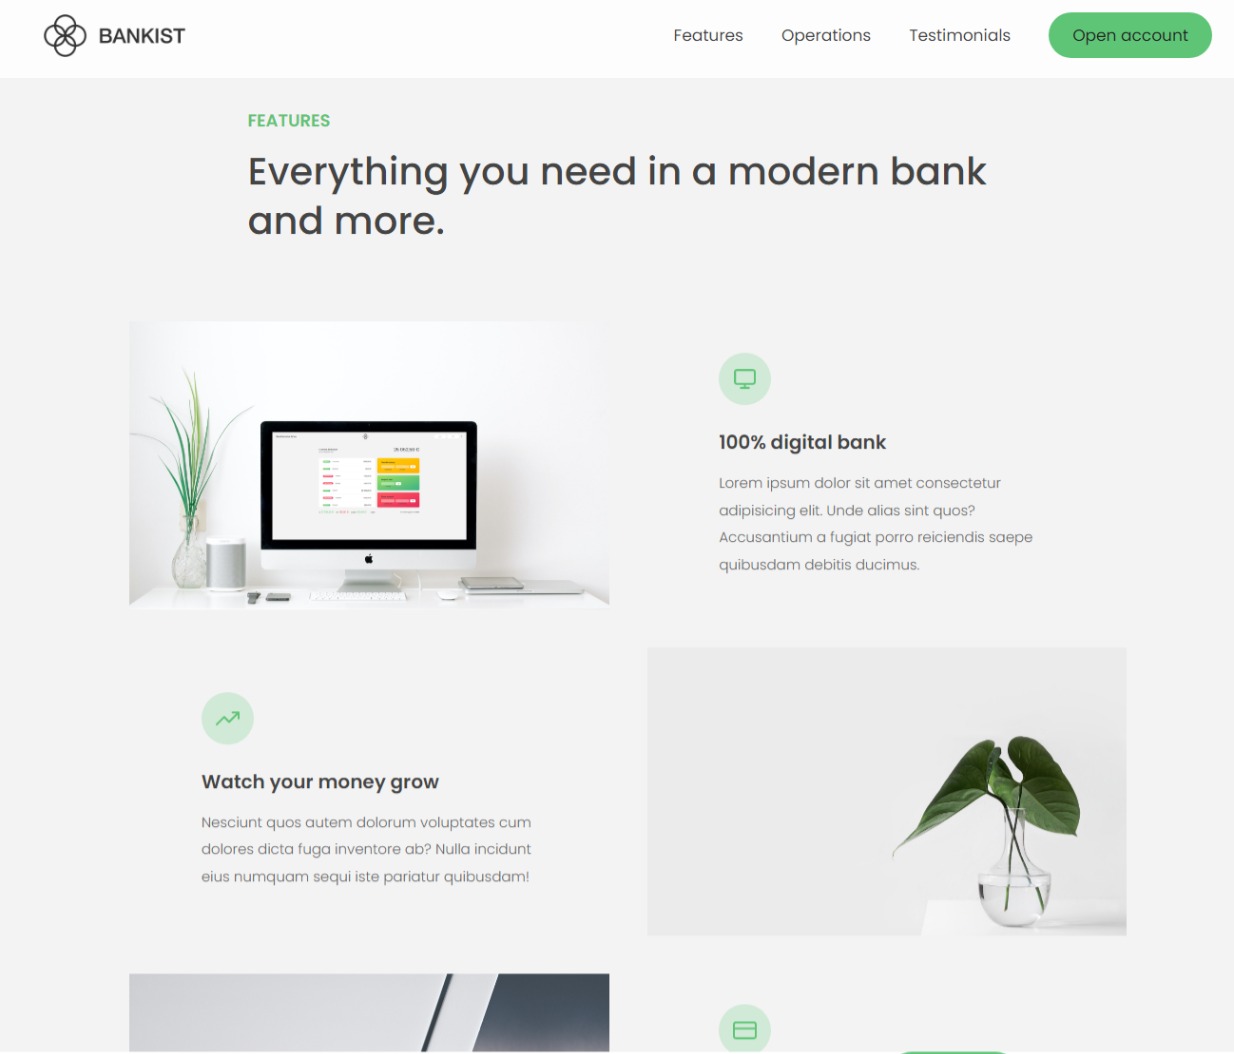 BANKIST
Features
Operations
Testimonials
Open account
FEATURES
Everything you need in a modern bank
and more.
100% digital bank
Lorem ipsum dolor sit amet consectetur
adipisicing elit. Unde alias sint quos?
Accusantium a fugiat porro reiciendis saepe
quibusdam debitis ducimus.
Watch your money grow
Nesciunt quos autem dolorum voluptates cum
dolores dicta fuga inventore ab? Nulla incidunt
eius numquam sequi iste pariatur quibusdam!